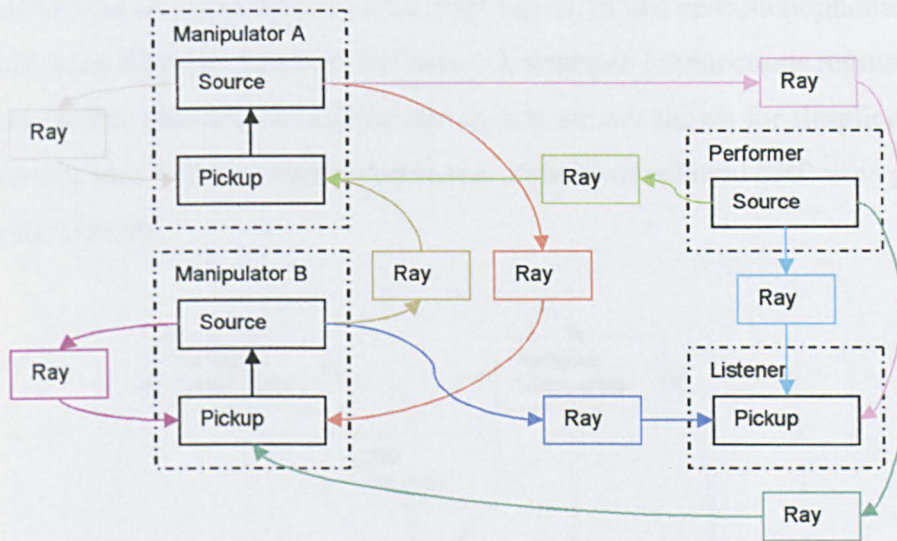 Manipulator A
Source
Ray
Ray
Pickup
Ray
Performer
Source
Manipulator B
Ray
Ray
Ray
Source
Ray
Listener
Pickup
Ray
Pickup
Ray